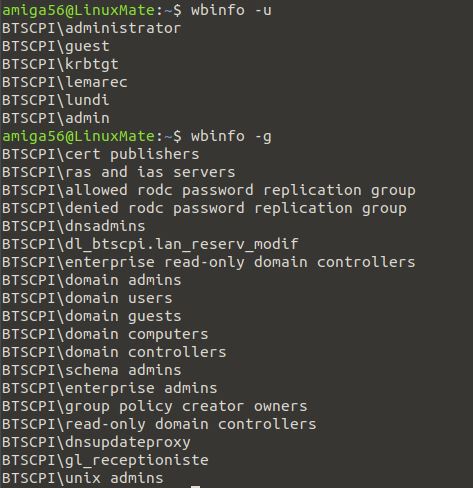 amiga56@LinuxMate:~$ wbinfo -u
BTSCPI\administrator
BTSCPI\guest
BTSCPI\krbtgt
BTSCPI\lemarec
BTSCPI\lundi
BTSCPI\admin
amiga56@LinuxMate:~$ wbinfo -g
BTSCPI\cert publishers
BTSCPI\ras and ias servers
BTSCPI\allowed rodc password replication group
BTSCPI\denied rodc password replication group
BTSCPI\dnsadmins
BTSCPI\dl_btscpi.lan_reserv_modif
BTSCPI\enterprise read-only domain controllers
BTSCPI\domain admins
BTSCPI\domain users
BTSCPI\domain guests
BTSCPI\domain computers
BTSCPI\domain controllers
BTSCPI\schema admins
BTSCPI\enterprise admins
BTSCPI\group policy creator owners
BTSCPI\read-only domain controllers
BTSCPI\dnsupdateproxy
BTSCPI\gl_receptioniste
BTSCPI\unix admins